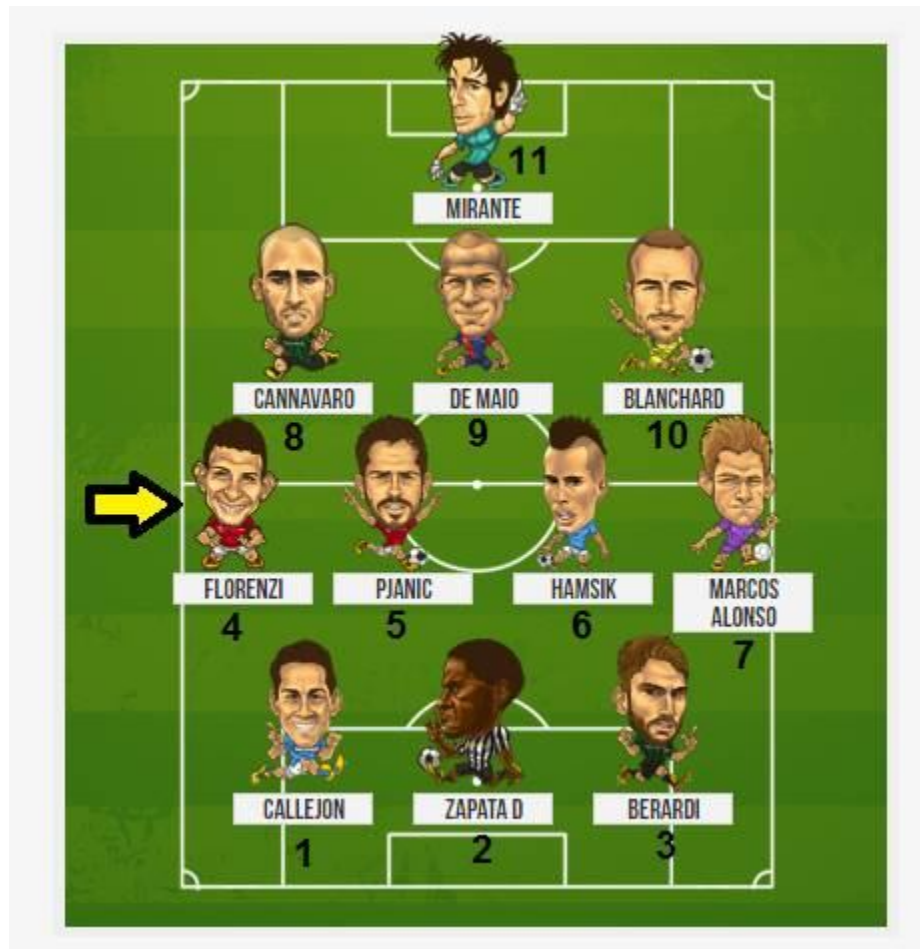 11
MIRANTE
CANNAVARO DE MAIO BLANCHARD
8 9 10
FLORENZI PJANIC HAMSIK MARCOS
ALONSO
4 5 6 7
CALLEJON ZAPATA D BERARDI
1 2 3